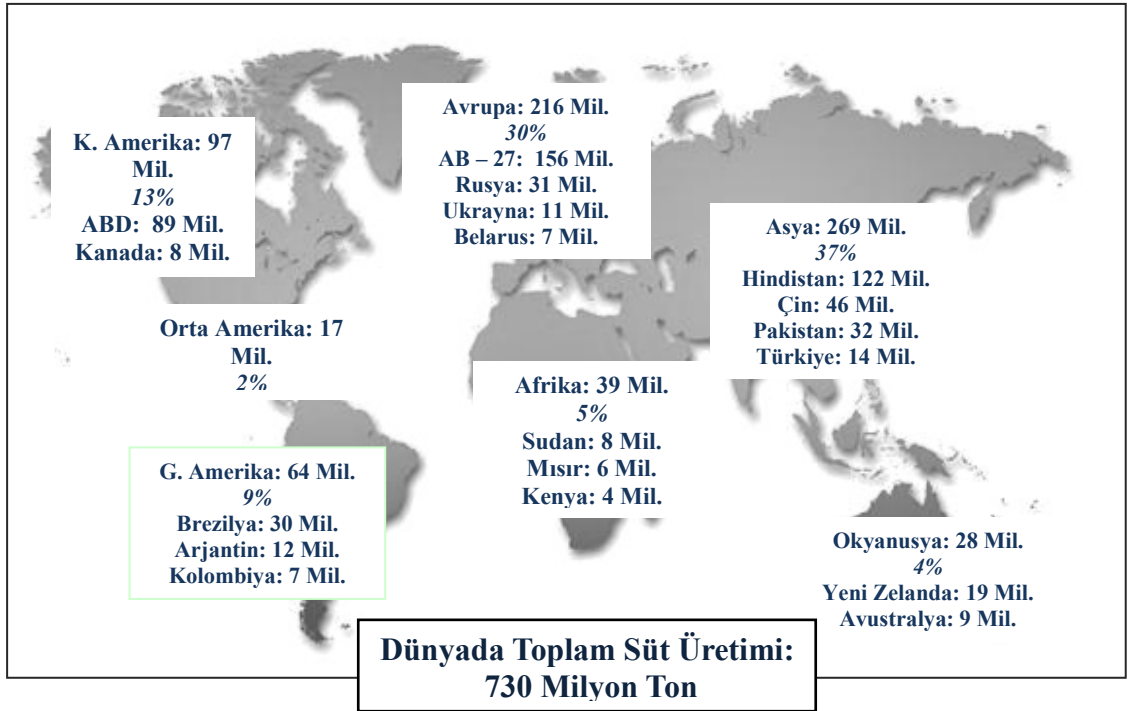 K. Amerika: 97
Mil.
13%
ABD: 89 Mil.
Kanada: 8 Mil.
Avrupa: 216 Mil.
30%
AB – 27: 156 Mil.
Rusya: 31 Mil.
Ukrayna: 11 Mil.
Belarus: 7 Mil.
Asya: 269 Mil.
37%
Hindistan: 122 Mil.
Çin: 46 Mil.
Pakistan: 32 Mil.
Türkiye: 14 Mil.
Orta Amerika: 17
Mil.
2%
Afrika: 39 Mil.
5%
Sudan: 8 Mil.
Mısır: 6 Mil.
Kenya: 4 Mil.
G. Amerika: 64 Mil.
9%
Brezilya: 30 Mil.
Arjantin: 12 Mil.
Kolombiya: 7 Mil.
Okyanusya: 28 Mil.
4%
Yeni Zelanda: 19 Mil.
Avustralya: 9 Mil.
Dünyada Toplam Süt Üretimi:
730 Milyon Ton